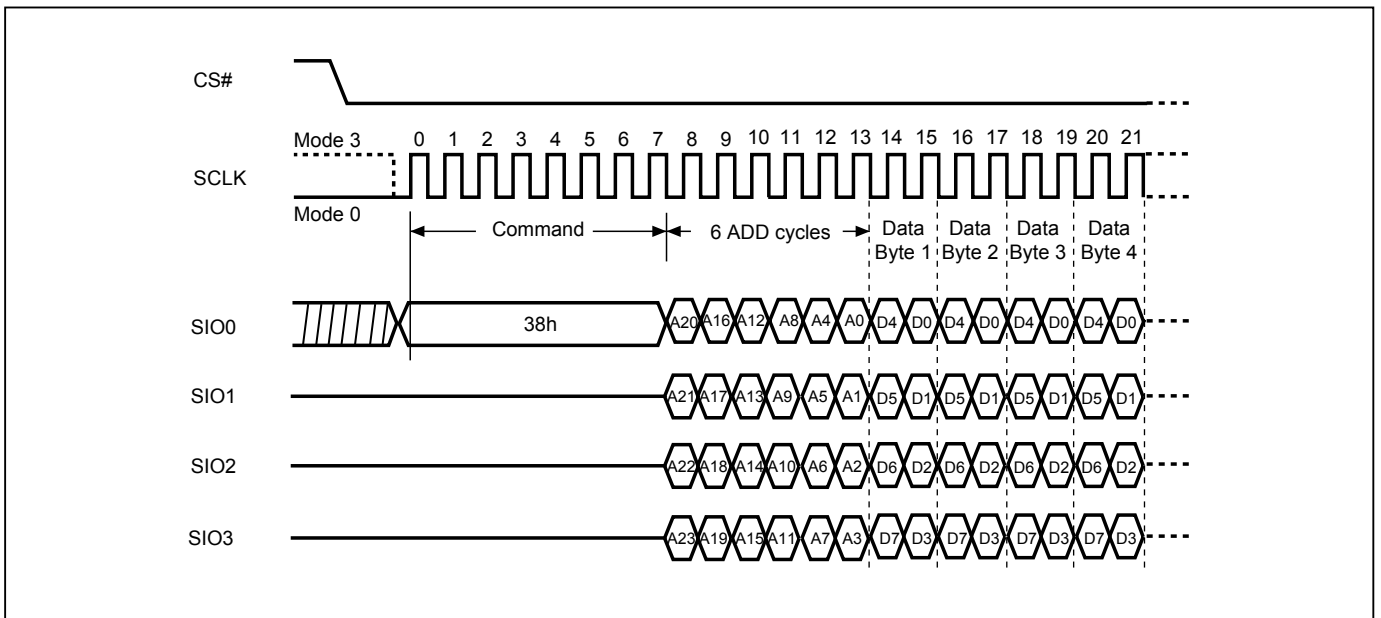 CS#
Mode 3
0 1 2 3 4 5 6 7 8 9 10 11 12 13 14 15 16 17 18 19 20 21
SCLK
Mode 0
Command
6 ADD cycles
Data Byte 1
Data Byte 2
Data Byte 3
Data Byte 4
SIO0
38h
A20 A16 A12 A8 A4 A0 D4 D0 D4 D0 D4 D0 D4 D0
SIO1
A21 A17 A13 A9 A5 A1 D5 D1 D5 D1 D5 D1 D5 D1
SIO2
A22 A18 A14 A10 A6 A2 D6 D2 D6 D2 D6 D2 D6 D2
SIO3
A23 A19 A15 A11 A7 A3 D7 D3 D7 D3 D7 D3 D7 D3